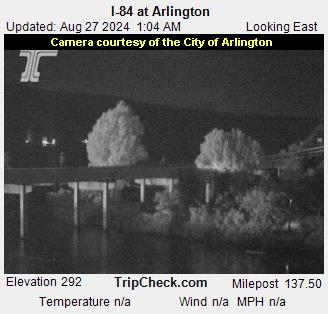 I-84 at Arlington
Updated: Aug 27 2024 1:04 AM Looking East
Camera courtesy of the City of Arlington
Elevation 292 TripCheck.com Milepost 137.50
Temperature n/a Wind n/a MPH n/a